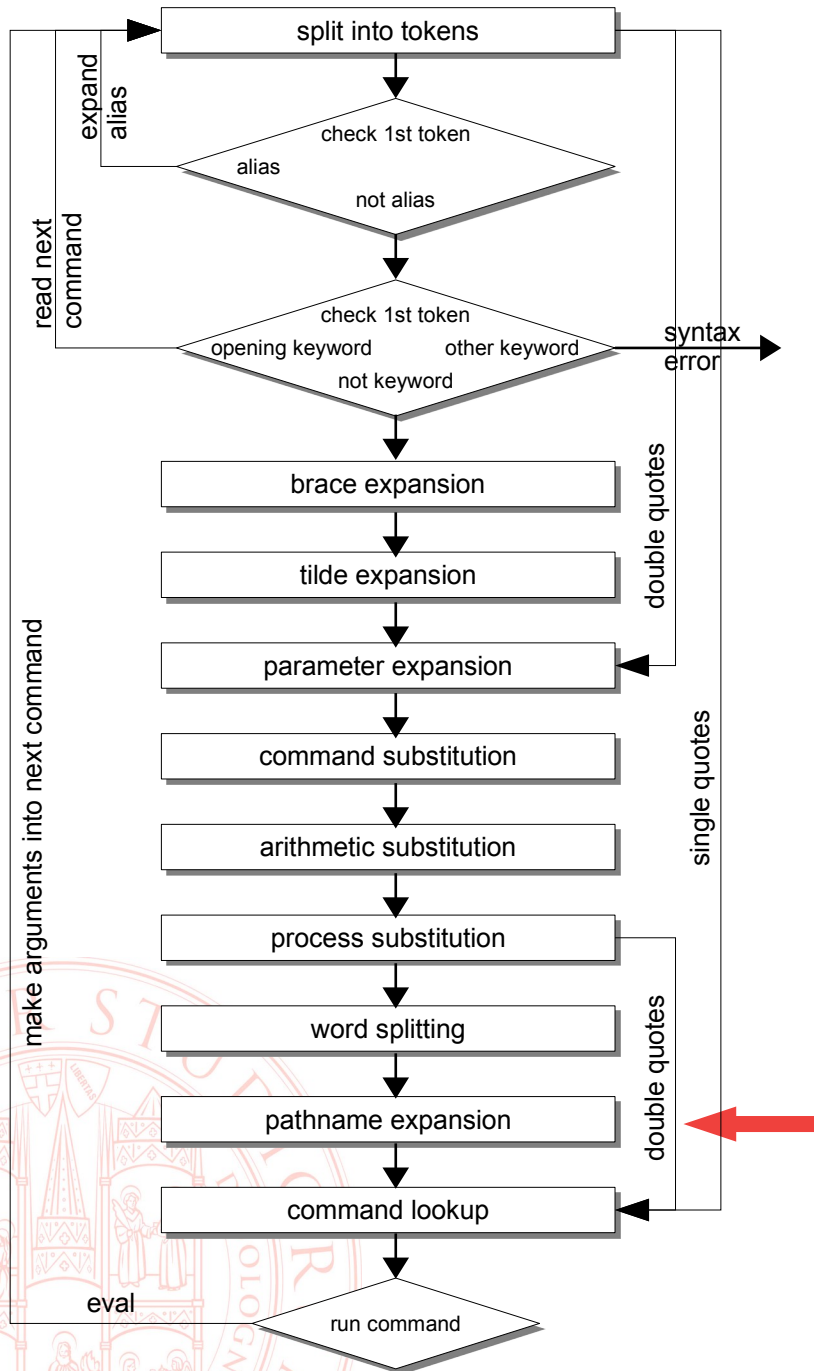 split into tokens
expand
alias
check 1st token
alias
not alias
read next
command
check 1st token
opening keyword
other keyword
not keyword
syntax
error
brace expansion
double quotes
tilde expansion
parameter expansion
make arguments into next command
single quotes
command substitution
arithmetic substitution
process substitution
word splitting
double quotes
pathname expansion
command lookup
eval
run command
LIBERTAS